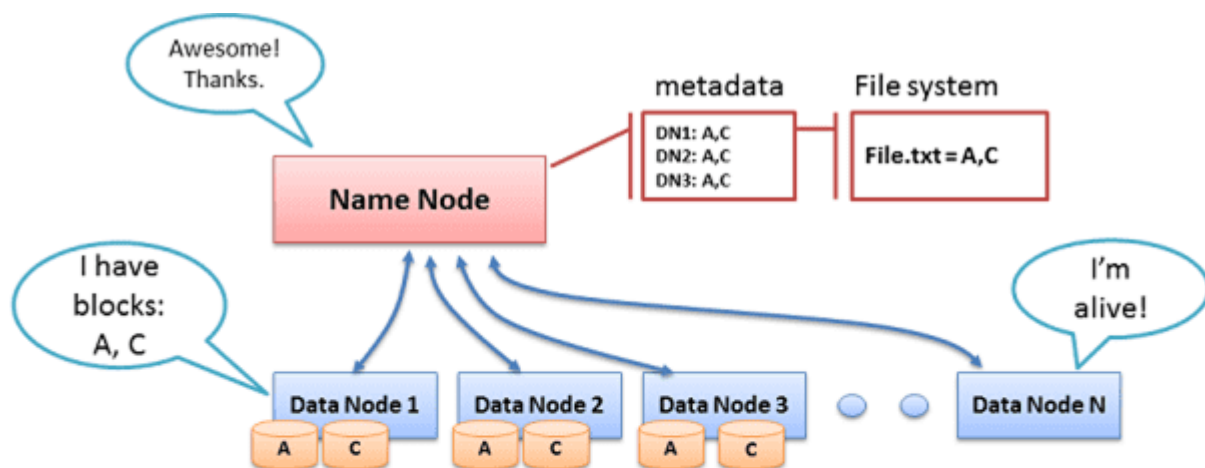 Awesome!
Thanks.
metadata
File system
DN1: A,C
DN2: A,C
DN3: A,C
File.txt = A,C
Name Node
I have
blocks:
A, C
I'm
alive!
Data Node 1
Data Node 2
Data Node 3
Data Node N
A
C
A
C
A
C